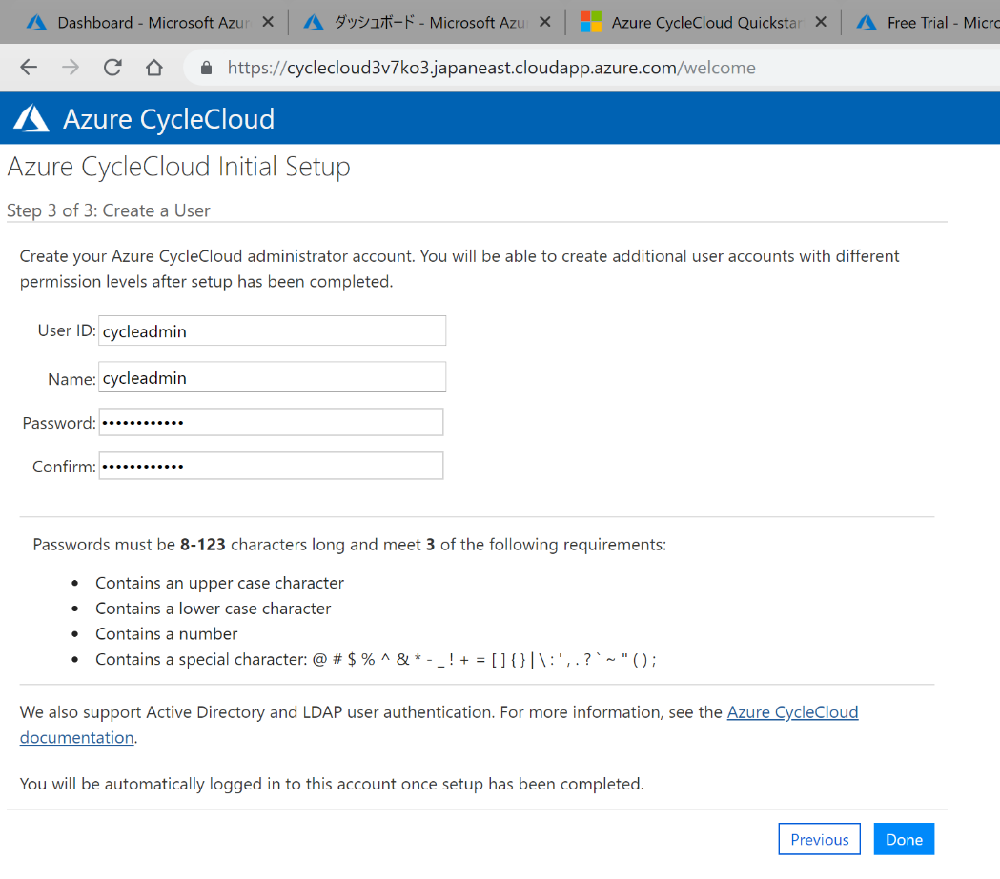 Dashboard - Microsoft Azur
ダッシュボード - Microsoft Azu
Azure CycleCloud Quickstar
Free Trial - Micro
https://cyclecloud3v7ko3.japaneast.cloudapp.azure.com/welcome
Azure CycleCloud
Azure CycleCloud Initial Setup
Step 3 of 3: Create a User
Create your Azure CycleCloud administrator account. You will be able to create additional user accounts with different
permission levels after setup has been completed.
User ID: cycleadmin
Name: cycleadmin
Password: ••••••••••••
Confirm: ••••••••••••
Passwords must be 8-123 characters long and meet 3 of the following requirements:
• Contains an upper case character
• Contains a lower case character
• Contains a number
• Contains a special character: @ # $ % ^ & * - _ ! + = [ ] { } | \ : ' , . ? ` ~ " ( ) ;
We also support Active Directory and LDAP user authentication. For more information, see the Azure CycleCloud
documentation.
You will be automatically logged in to this account once setup has been completed.
Previous
Done